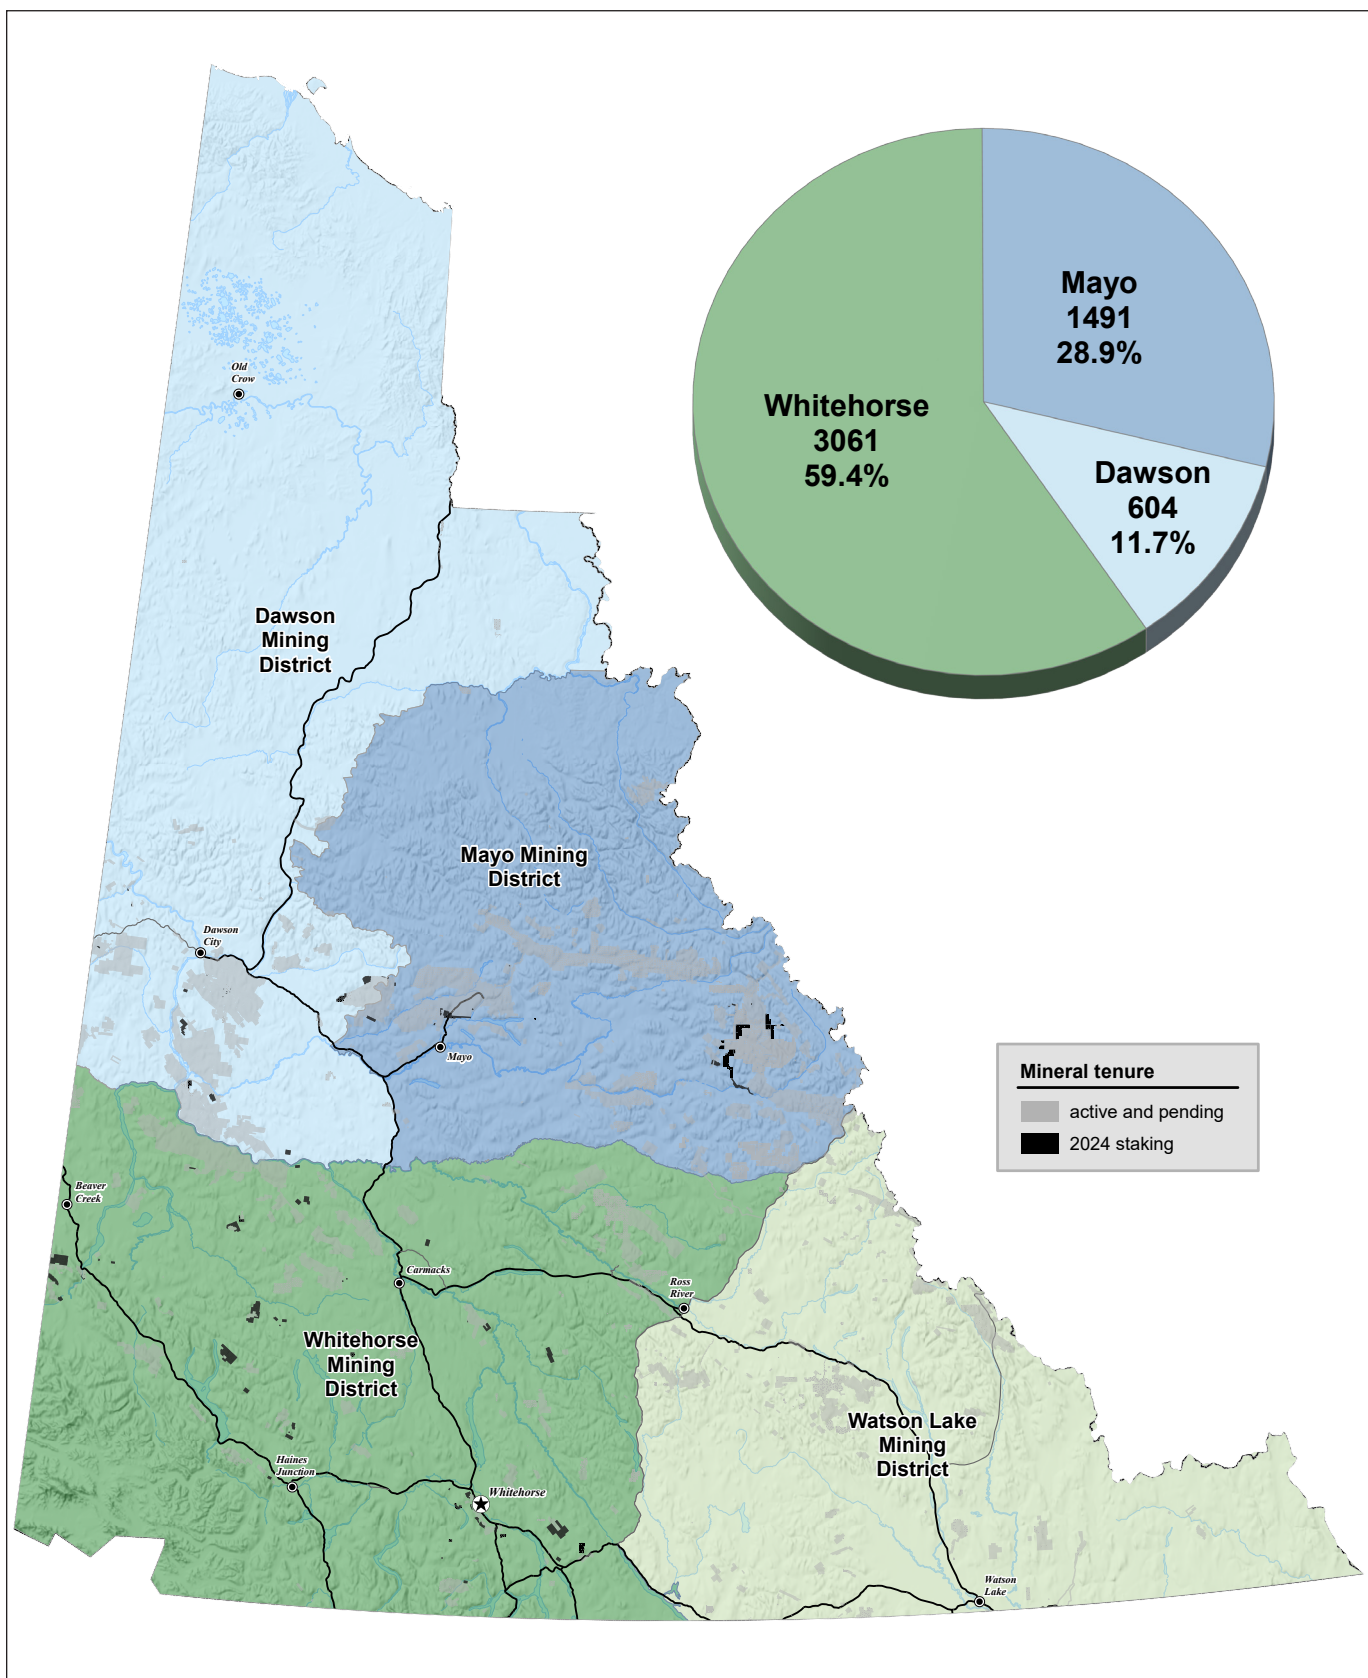 Mayo
1491
28.9%
Whitehorse
3061
59.4%
Dawson
604
11.7%
Old
Crow
Dawson
Mining
District
Mayo Mining
District
Dawson
City
Mayo
Mineral tenure
active and pending
2024 staking
Beaver
Creek
Carmacks
Ross
River
Whitehorse
Mining
District
Watson Lake
Mining
District
Haines
Junction
Whitehorse
Watson
Lake